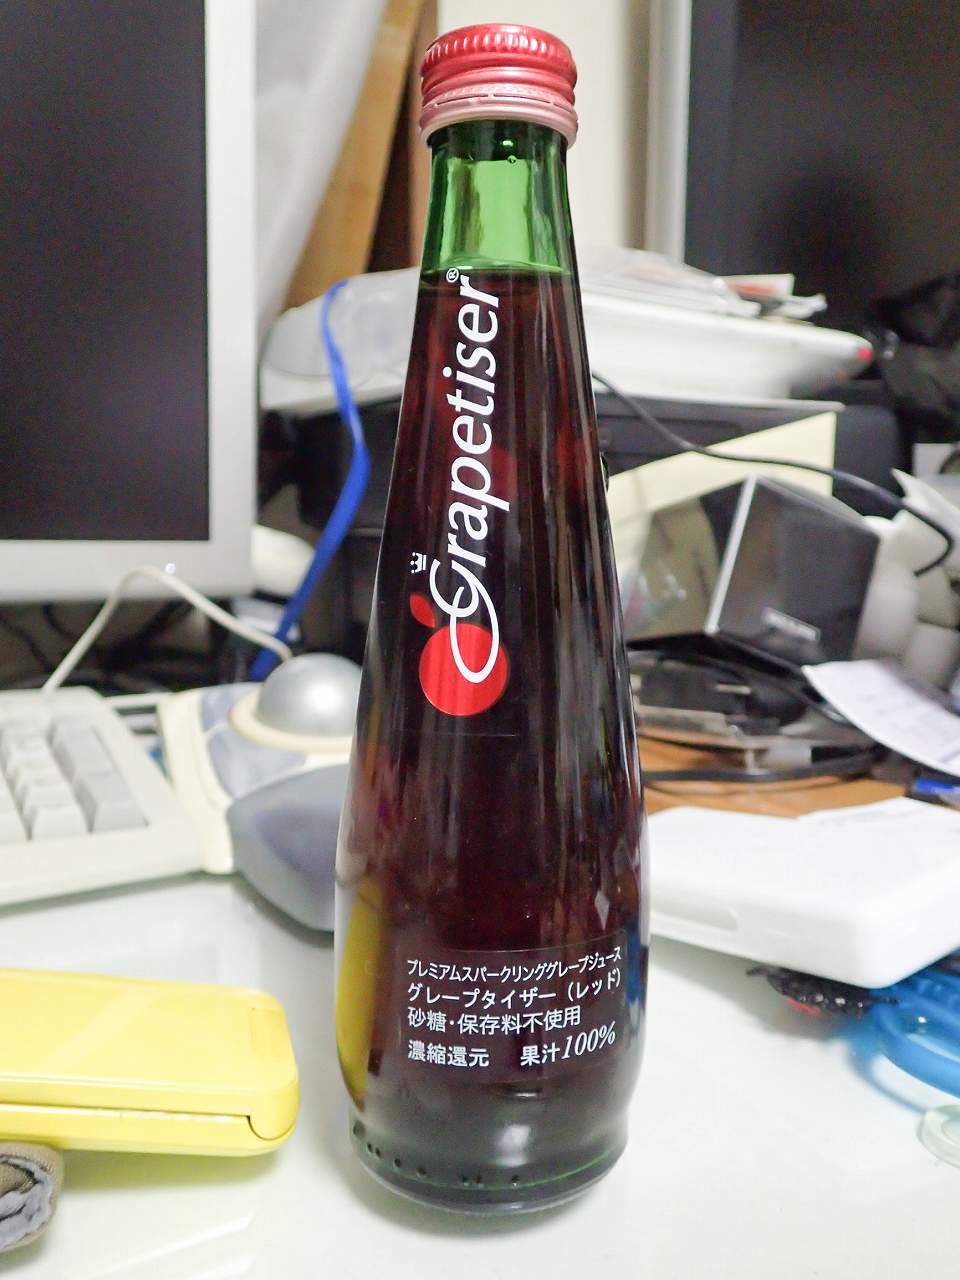 Grapetiser®
プレミアムスパークリンググレープジュース
グレープタイザー（レッド）
砂糖・保存料不使用
濃縮還元 果汁100%